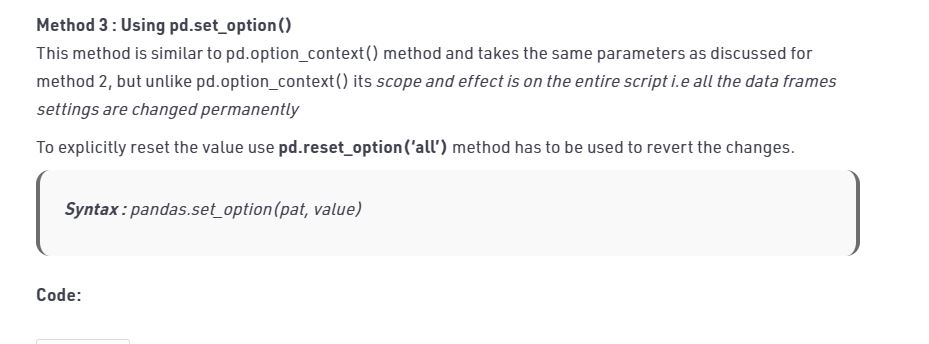 Method 3 : Using pd.set_option()
This method is similar to pd.option_context() method and takes the same parameters as discussed for
method 2, but unlike pd.option_context() its scope and effect is on the entire script i.e all the data frames
settings are changed permanently
To explicitly reset the value use pd.reset_option(‘all’) method has to be used to revert the changes.
Syntax : pandas.set_option(pat, value)
Code: